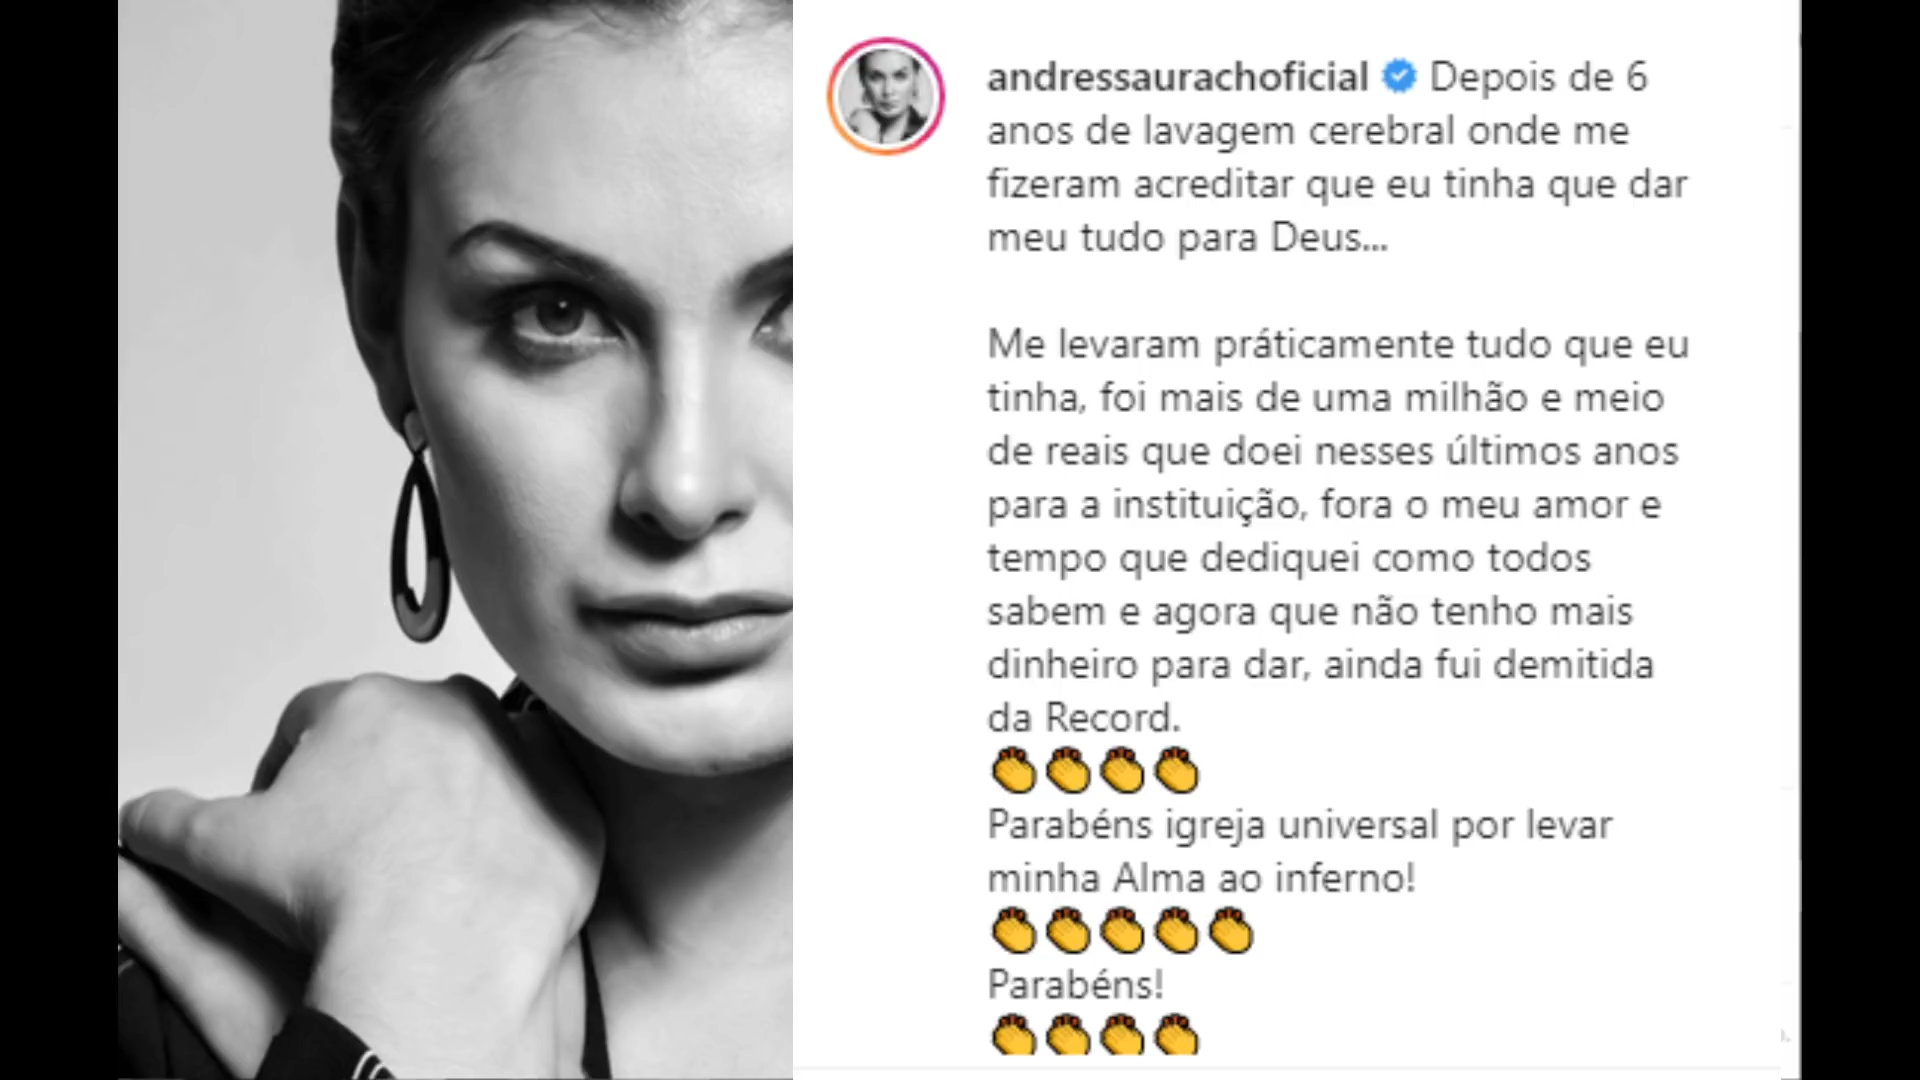 andressaurachoficial Depois de 6
anos de lavagem cerebral onde me
fizeram acreditar que eu tinha que dar
meu tudo para Deus...
Me levaram práticamente tudo que eu
tinha, foi mais de uma milhão e meio
de reais que doei nesses últimos anos
para a instituição, fora o meu amor e
tempo que dediquei como todos
sabem e agora que não tenho mais
dinheiro para dar, ainda fui demitida
da Record.
👏👏👏👏
Parabéns igreja universal por levar
minha Alma ao inferno!
👏👏👏👏👏
Parabéns!
👏👏👏👏